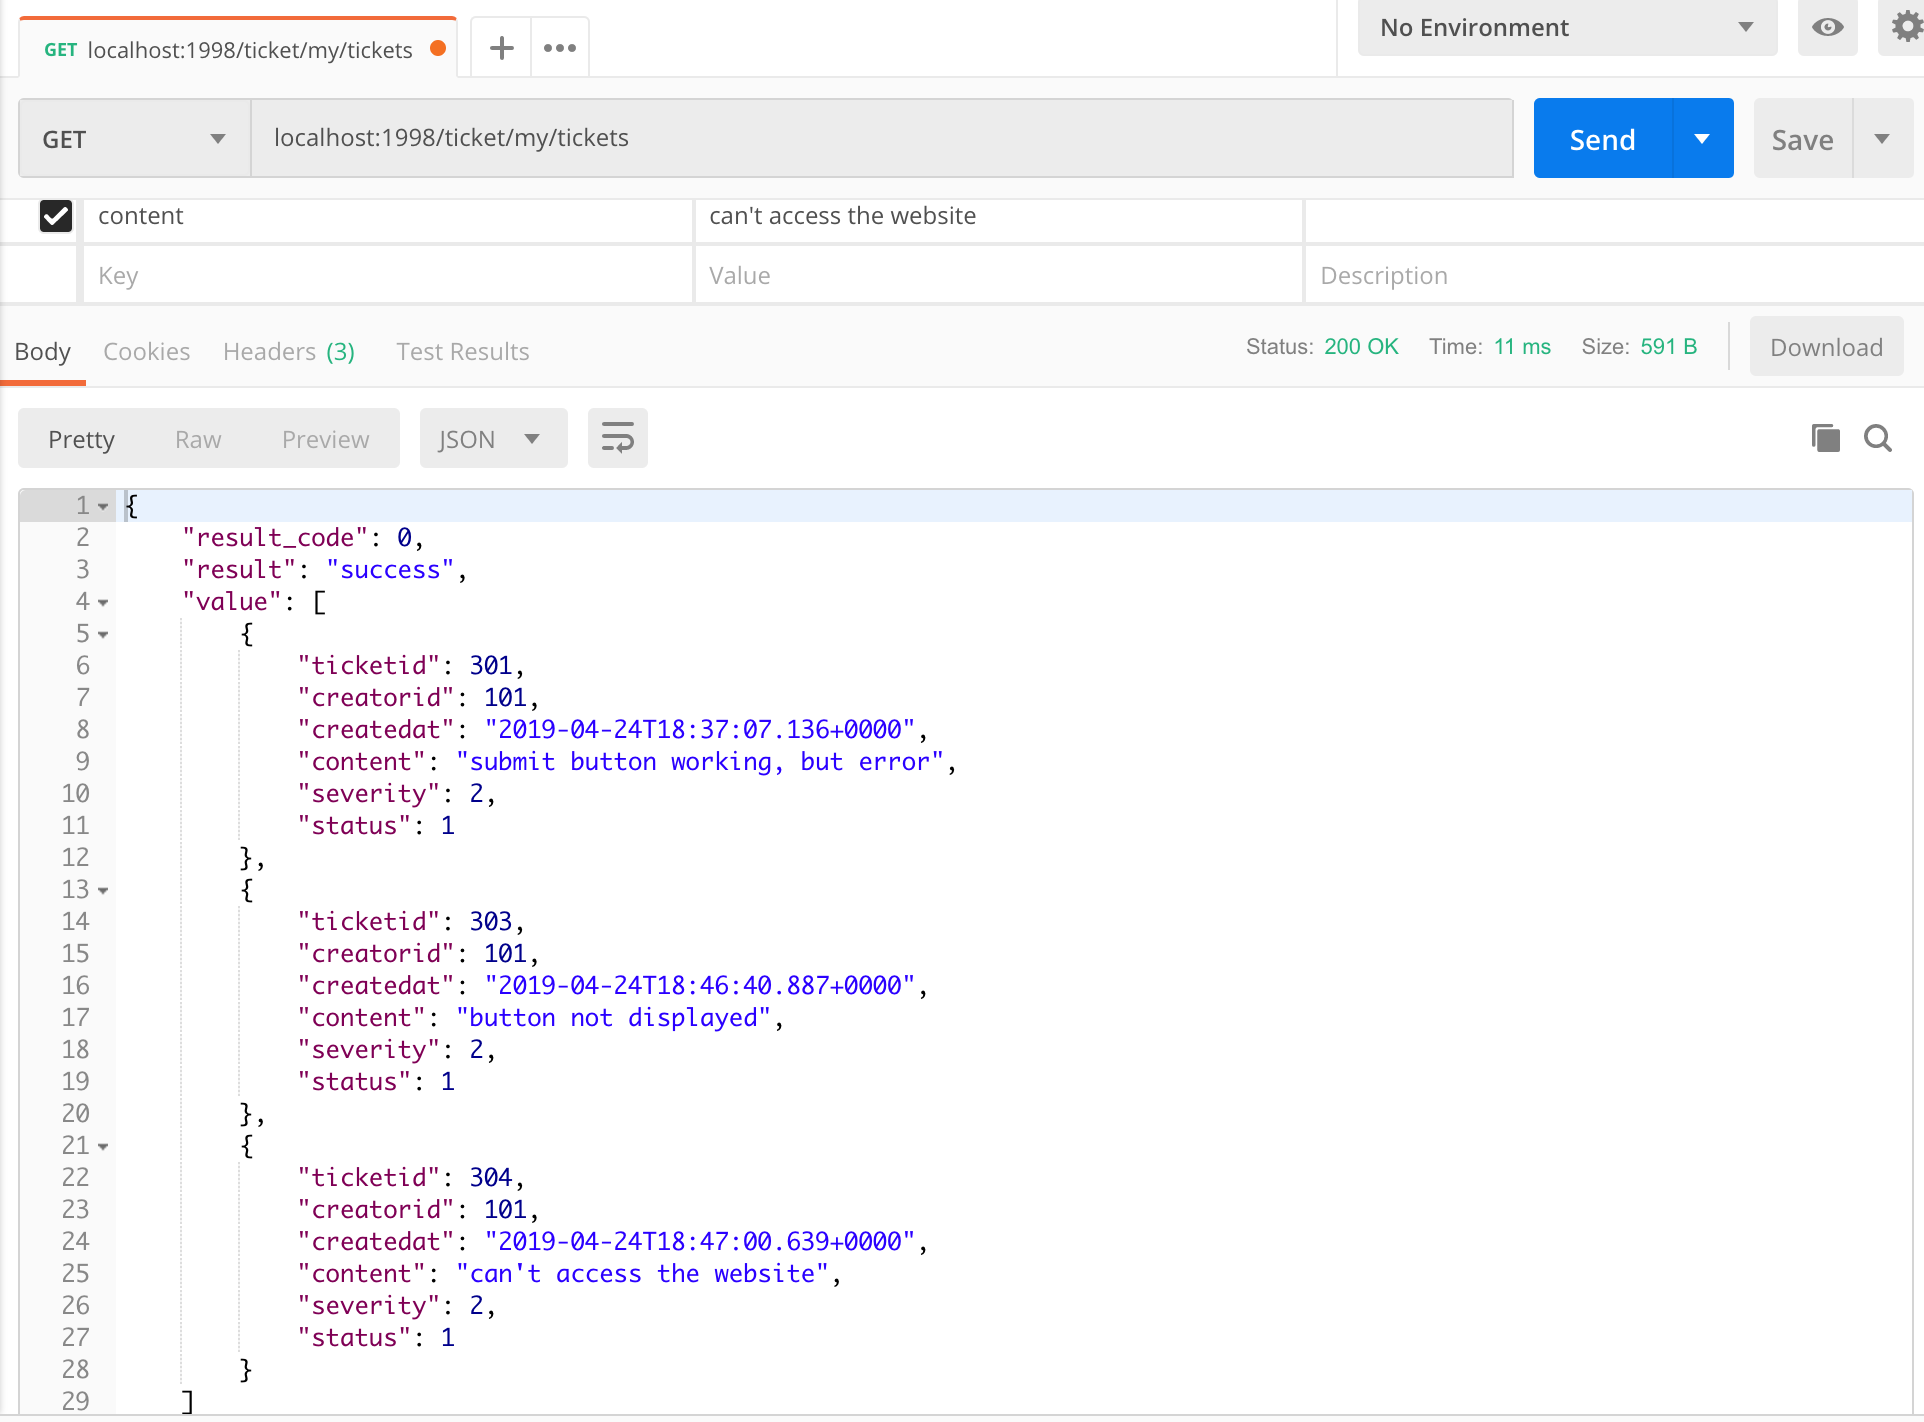 GET localhost:1998/ticket/my/tickets
No Environment
GET localhost:1998/ticket/my/tickets Send Save
content can't access the website
Key Value Description
Body Cookies Headers (3) Test Results Status: 200 OK Time: 11 ms Size: 591 B Download
Pretty Raw Preview JSON
1 {
2 "result_code": 0,
3 "result": "success",
4 "value": [
5 {
6 "ticketid": 301,
7 "creatorid": 101,
8 "createdat": "2019-04-24T18:37:07.136+0000",
9 "content": "submit button working, but error",
10 "severity": 2,
11 "status": 1
12 },
13 {
14 "ticketid": 303,
15 "creatorid": 101,
16 "createdat": "2019-04-24T18:46:40.887+0000",
17 "content": "button not displayed",
18 "severity": 2,
19 "status": 1
20 },
21 {
22 "ticketid": 304,
23 "creatorid": 101,
24 "createdat": "2019-04-24T18:47:00.639+0000",
25 "content": "can't access the website",
26 "severity": 2,
27 "status": 1
28 }
29 ]